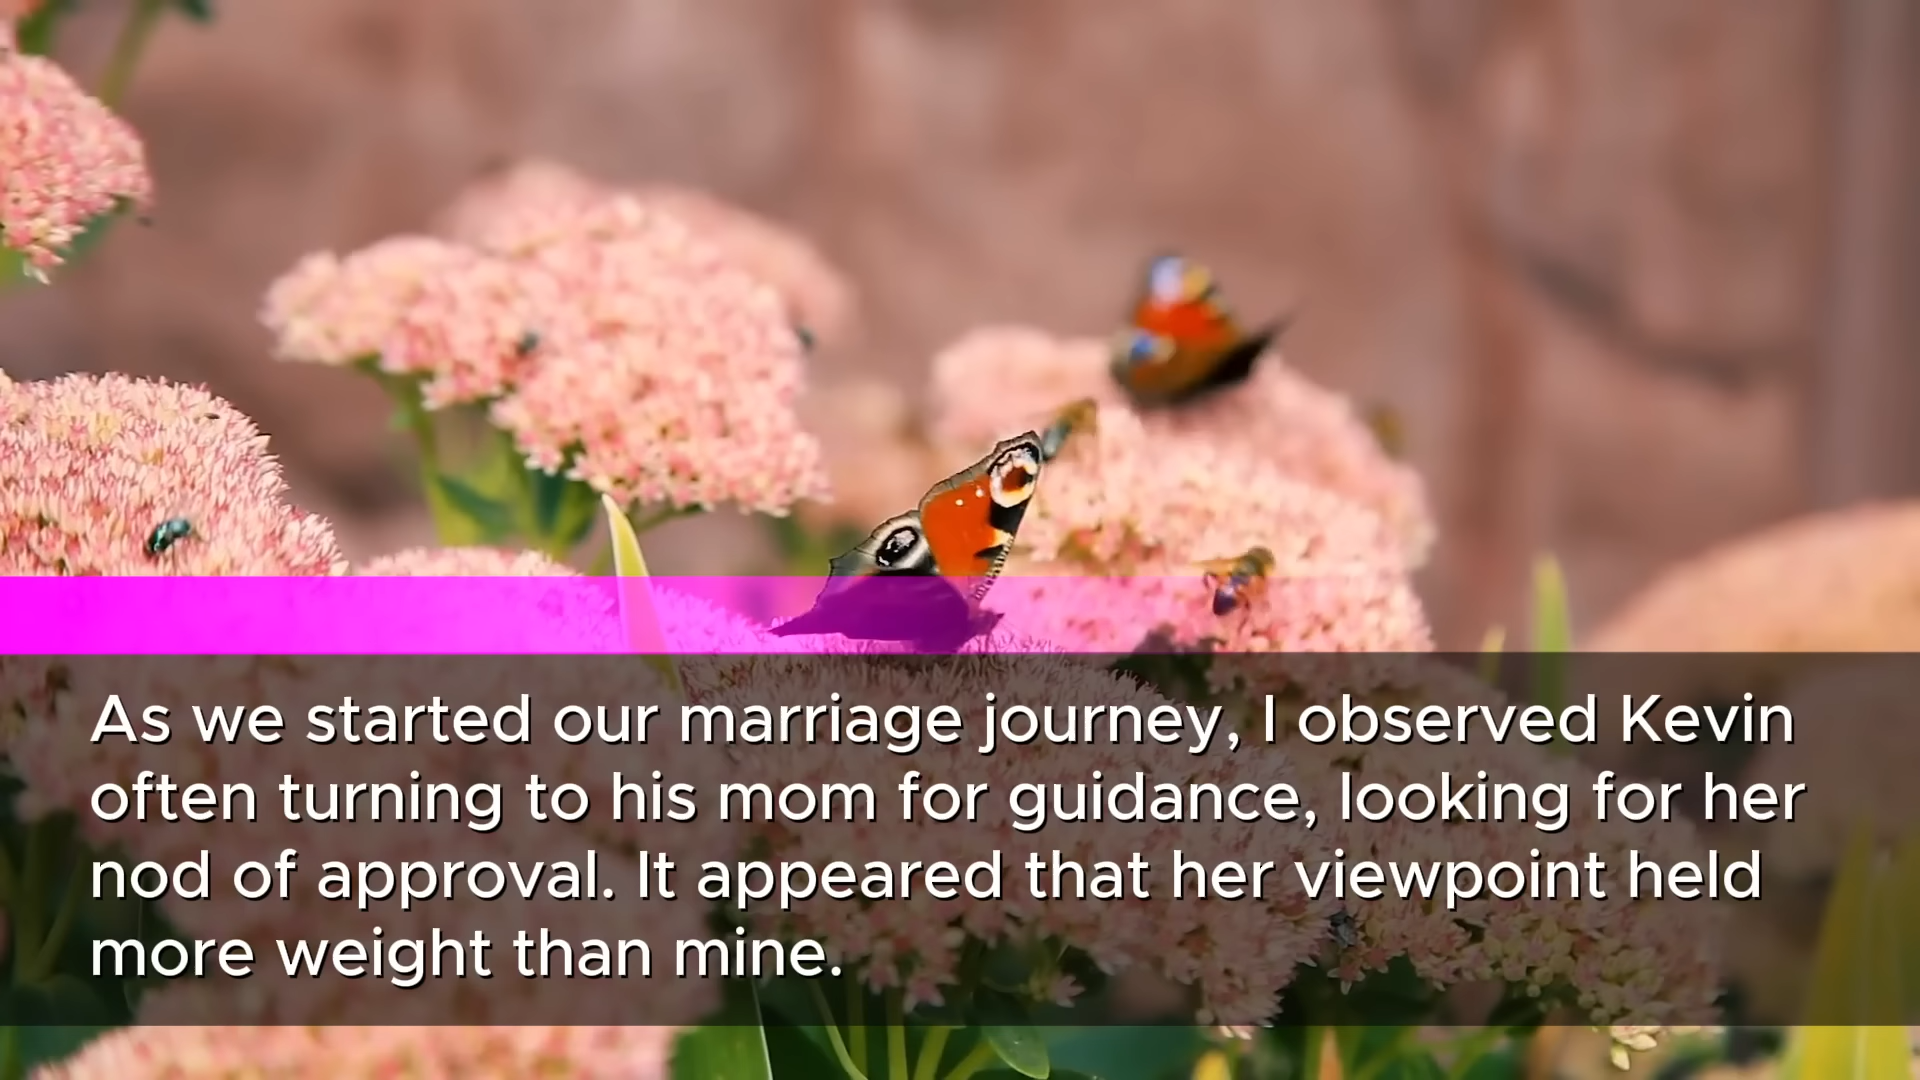 As we started our marriage journey, I observed Kevin
often turning to his mom for guidance, looking for her
nod of approval. It appeared that her viewpoint held
more weight than mine.